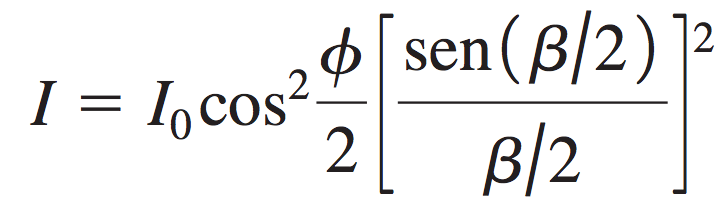 I = I₀ cos² ϕ/2 [sen(β/2) / β/2]²